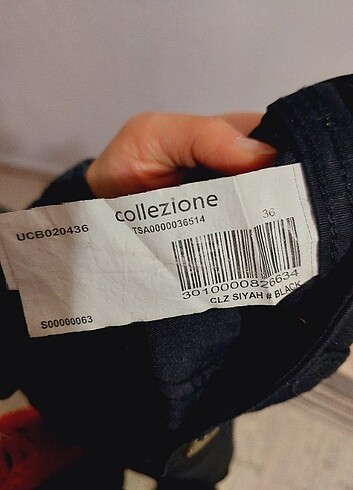 collezione
UCB020436
TSA0000036514
36
3010000826634
CLZ SIYAH # BLACK
S00000063